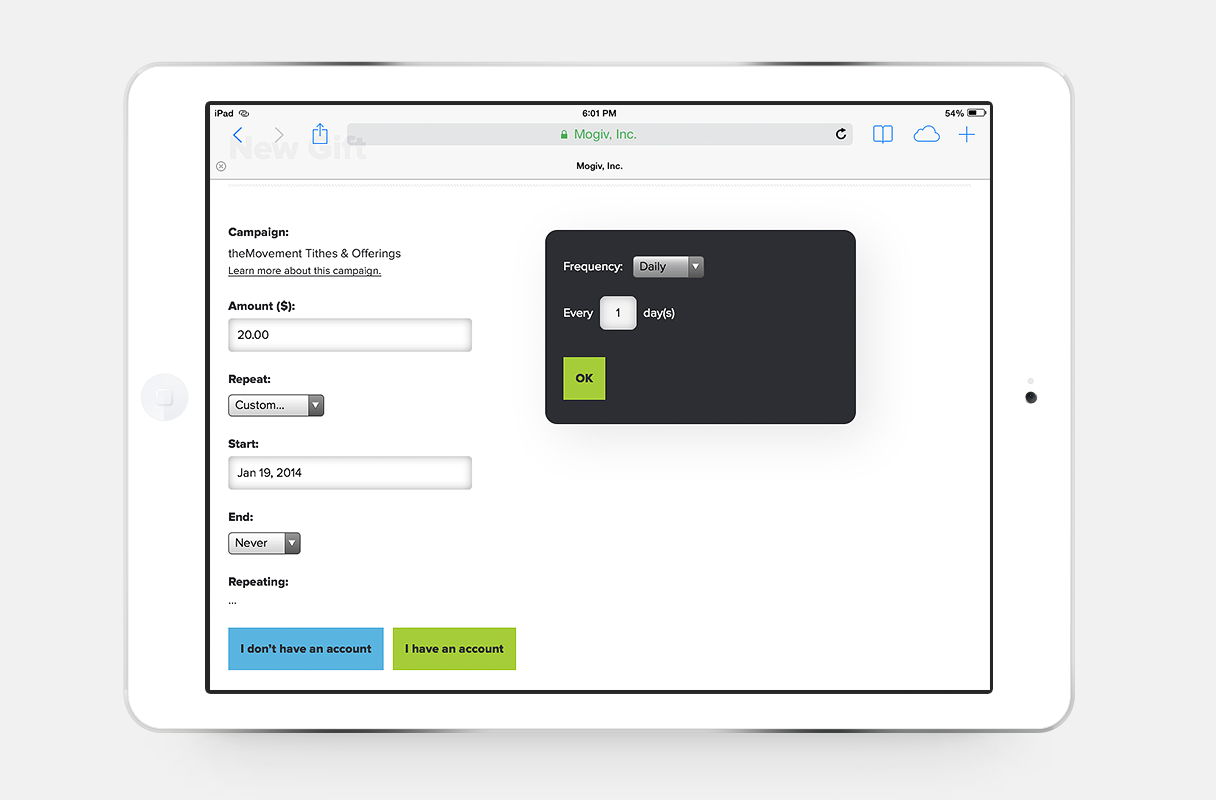 iPad 6:01 PM 54%
Mogiv, Inc.
New Gift
Mogiv, Inc.
Campaign:
theMovement Tithes & Offerings
Learn more about this campaign.
Amount ($):
20.00
Repeat:
Custom...
Start:
Jan 19, 2014
End:
Never
Repeating:
...
I don't have an account
I have an account
Frequency: Daily
Every 1 day(s)
OK